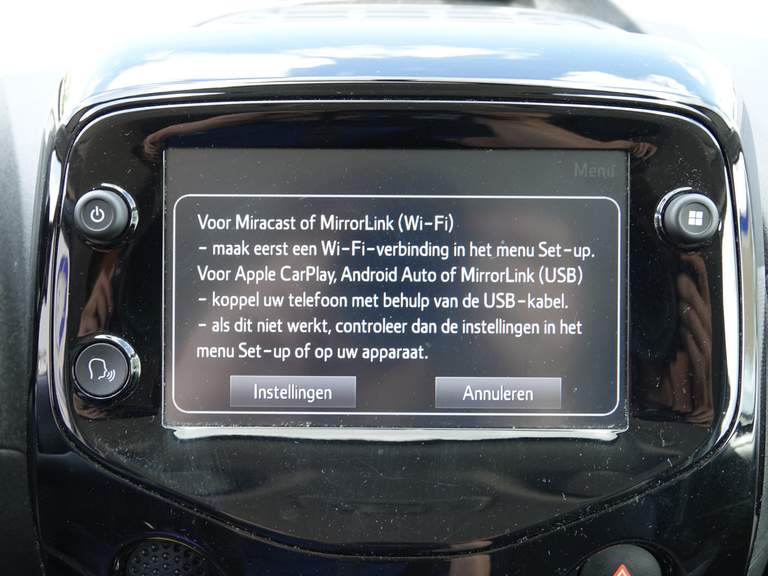 Menu
Voor Miracast of MirrorLink (Wi-Fi)
- maak eerst een Wi-Fi-verbinding in het menu Set-up.
Voor Apple CarPlay, Android Auto of MirrorLink (USB)
- koppel uw telefoon met behulp van de USB-kabel.
- als dit niet werkt, controleer dan de instellingen in het
menu Set-up of op uw apparaat.
Instellingen
Annuleren